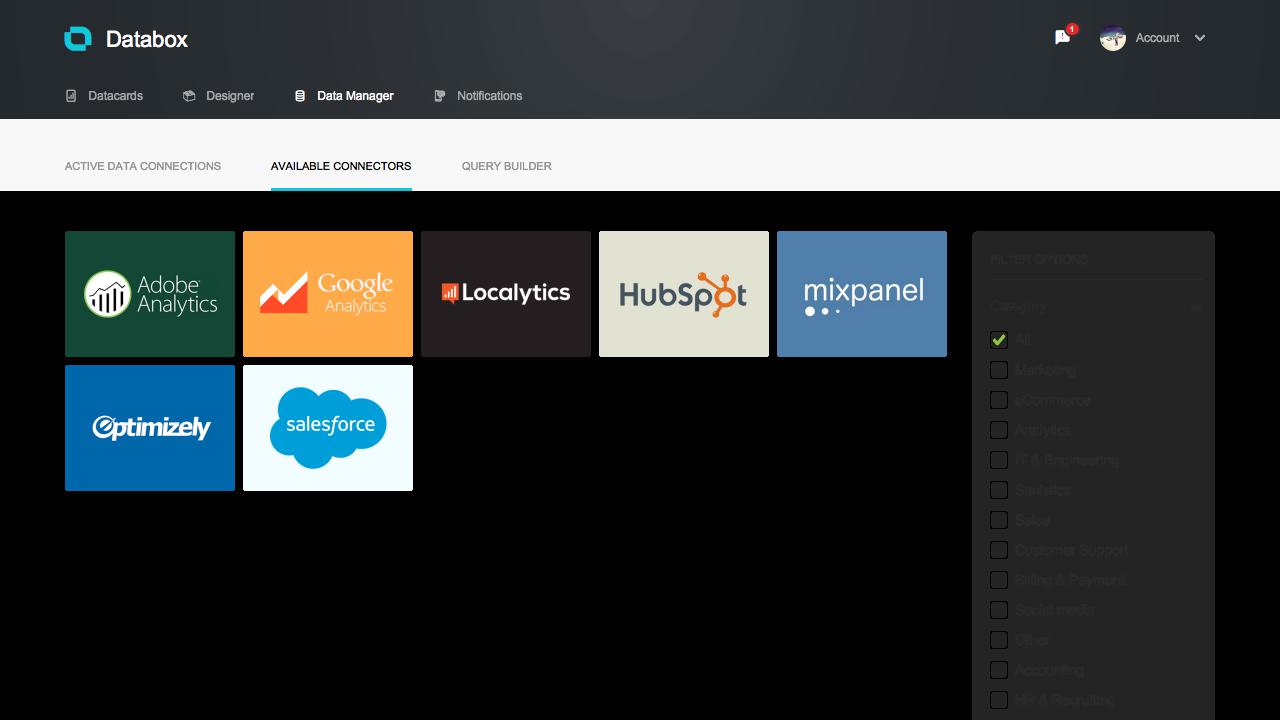 Databox
1
Account
Datacards
Designer
Data Manager
Notifications
ACTIVE DATA CONNECTIONS
AVAILABLE CONNECTORS
QUERY BUILDER
Adobe
Analytics
Google
Analytics
Localytics
HubSpot
mixpanel
Optimizely
salesforce
FILTER OPTIONS
Category
All
Marketing
eCommerce
Analytics
IT & Engineering
Statistics
Sales
Customer Support
Billing & Payment
Social media
Other
Accounting
HR & Recruiting